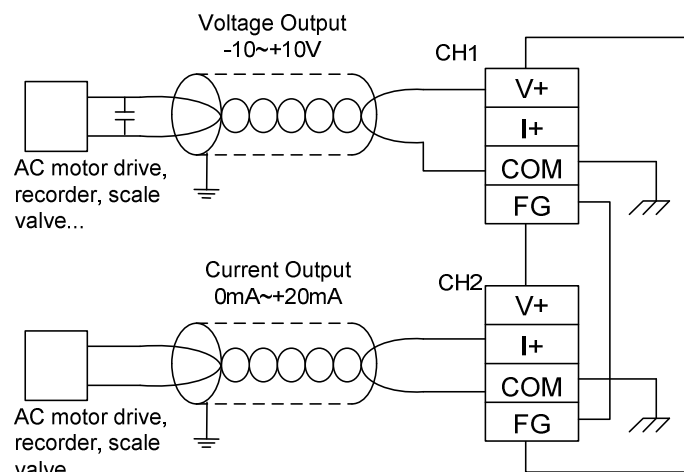 Voltage Output
-10~+10V
CH1
V+
I+
COM
FG
AC motor drive,
recorder, scale
valve...
Current Output
0mA~+20mA
CH2
V+
I+
COM
FG
AC motor drive,
recorder, scale
valve